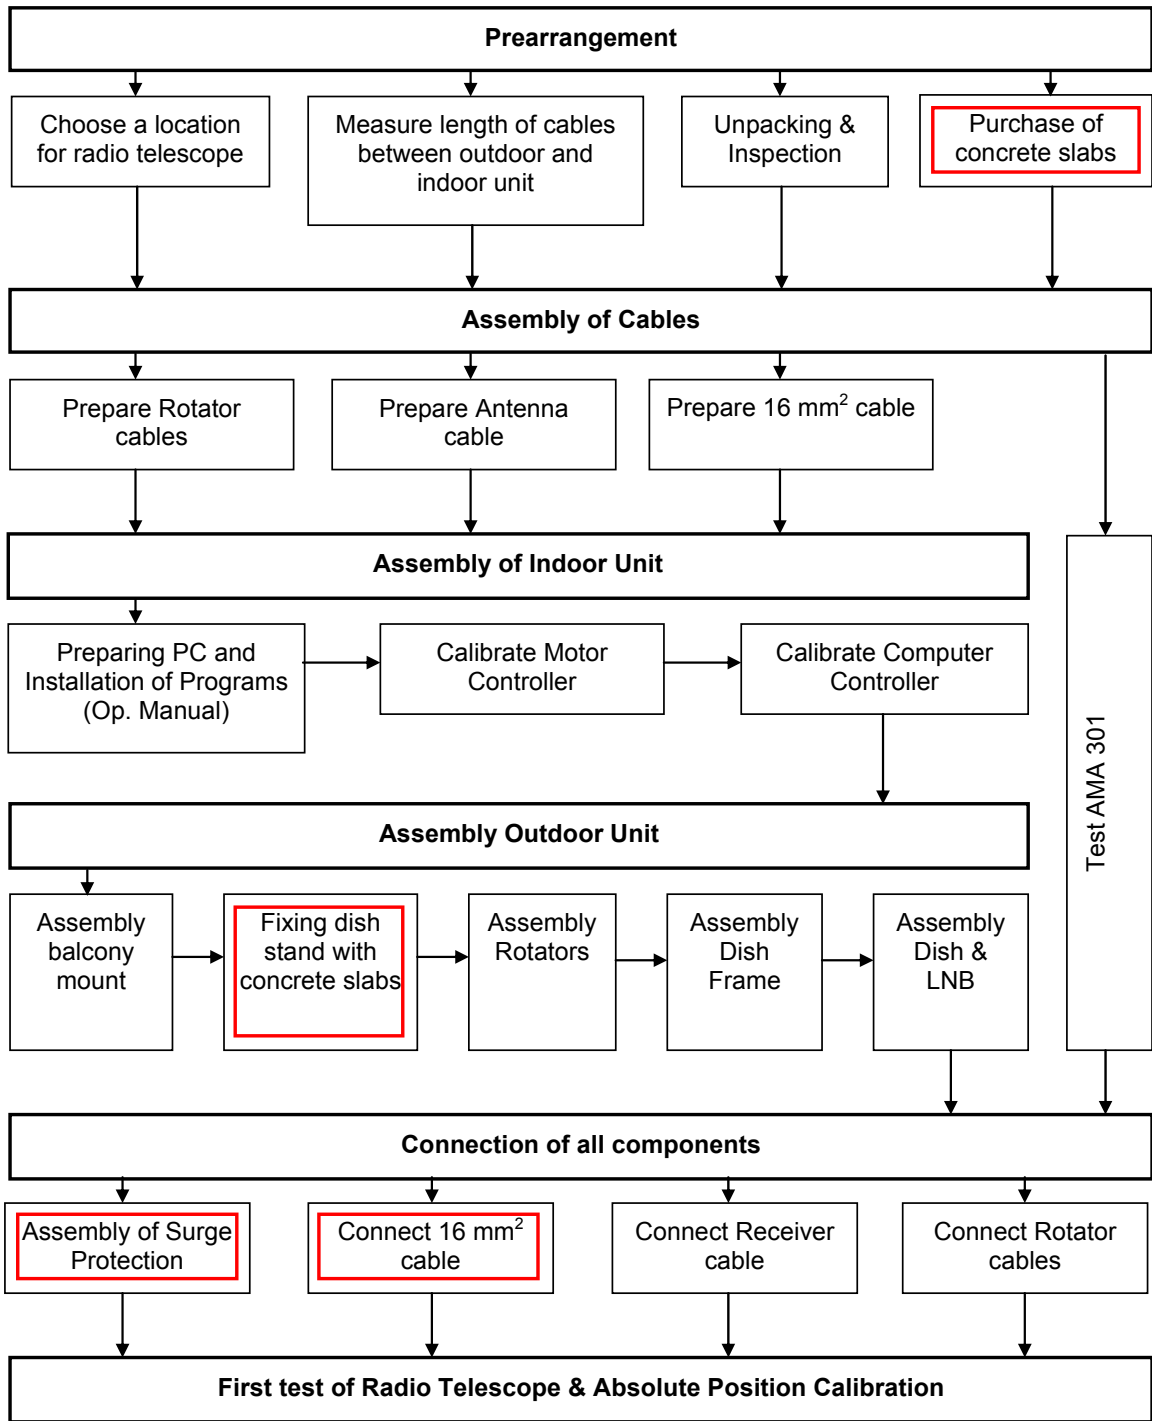 Prearrangement
Choose a location
for radio telescope
Measure length of cables
between outdoor and
indoor unit
Unpacking &
Inspection
Purchase of
concrete slabs
Assembly of Cables
Prepare Rotator
cables
Prepare Antenna
cable
Prepare 16 mm² cable
Assembly of Indoor Unit
Preparing PC and
Installation of Programs
(Op. Manual)
Calibrate Motor
Controller
Calibrate Computer
Controller
Test AMA 301
Assembly Outdoor Unit
Assembly
balcony
mount
Fixing dish
stand with
concrete slabs
Assembly
Rotators
Assembly
Dish
Frame
Assembly
Dish &
LNB
Connection of all components
Assembly of Surge
Protection
Connect 16 mm²
cable
Connect Receiver
cable
Connect Rotator
cables
First test of Radio Telescope & Absolute Position Calibration